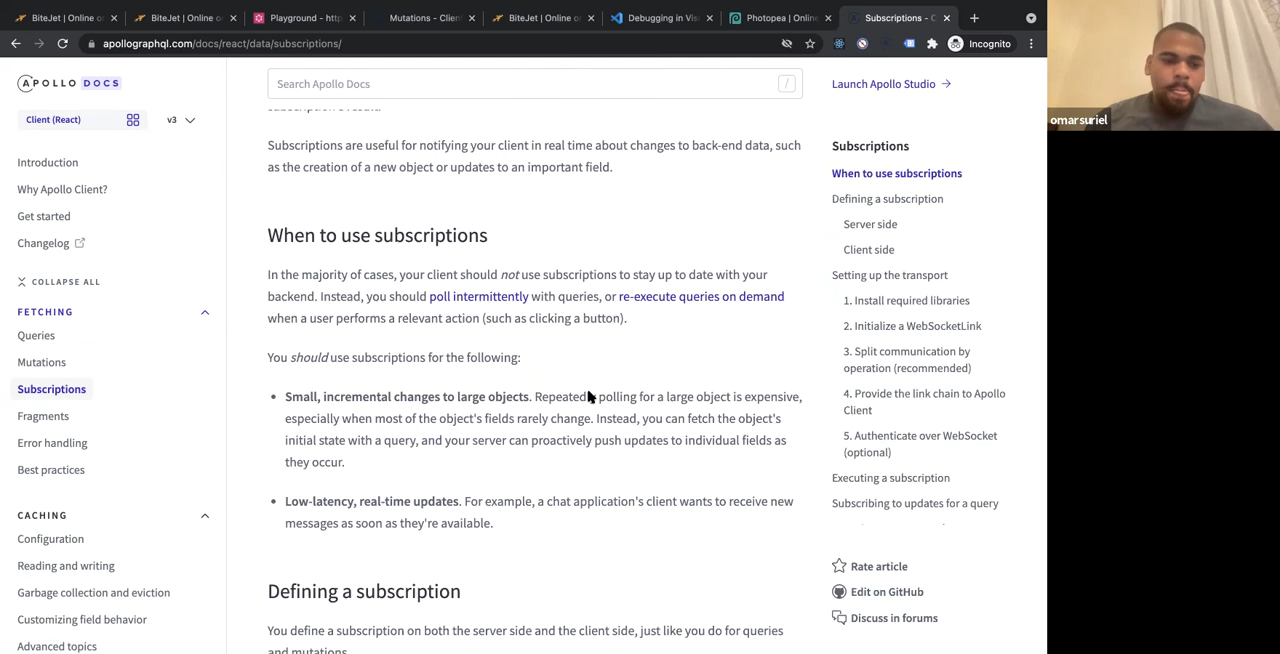 BiteJet | Online or
BiteJet | Online or
Playground - http
Mutations - Clien
BiteJet | Online or
Debugging in Vis
Photopea | Online
Subscriptions - C
apollographql.com/docs/react/data/subscriptions/
Incognito
APOLLO DOCS
Search Apollo Docs
/
Launch Apollo Studio
Client (React)
v3
Introduction
Why Apollo Client?
Get started
Changelog
COLLAPSE ALL
FETCHING
Queries
Mutations
Subscriptions
Fragments
Error handling
Best practices
CACHING
Configuration
Reading and writing
Garbage collection and eviction
Customizing field behavior
Advanced topics
Subscriptions are useful for notifying your client in real time about changes to back-end data, such
as the creation of a new object or updates to an important field.
When to use subscriptions
In the majority of cases, your client should not use subscriptions to stay up to date with your
backend. Instead, you should poll intermittently with queries, or re-execute queries on demand
when a user performs a relevant action (such as clicking a button).
You should use subscriptions for the following:
Small, incremental changes to large objects. Repeated polling for a large object is expensive,
especially when most of the object's fields rarely change. Instead, you can fetch the object's
initial state with a query, and your server can proactively push updates to individual fields as
they occur.
Low-latency, real-time updates. For example, a chat application's client wants to receive new
messages as soon as they're available.
Defining a subscription
You define a subscription on both the server side and the client side, just like you do for queries
and mutations.
Subscriptions
When to use subscriptions
Defining a subscription
Server side
Client side
Setting up the transport
1. Install required libraries
2. Initialize a WebSocketLink
3. Split communication by
operation (recommended)
4. Provide the link chain to Apollo
Client
5. Authenticate over WebSocket
(optional)
Executing a subscription
Subscribing to updates for a query
Rate article
Edit on GitHub
Discuss in forums
omarsuriel